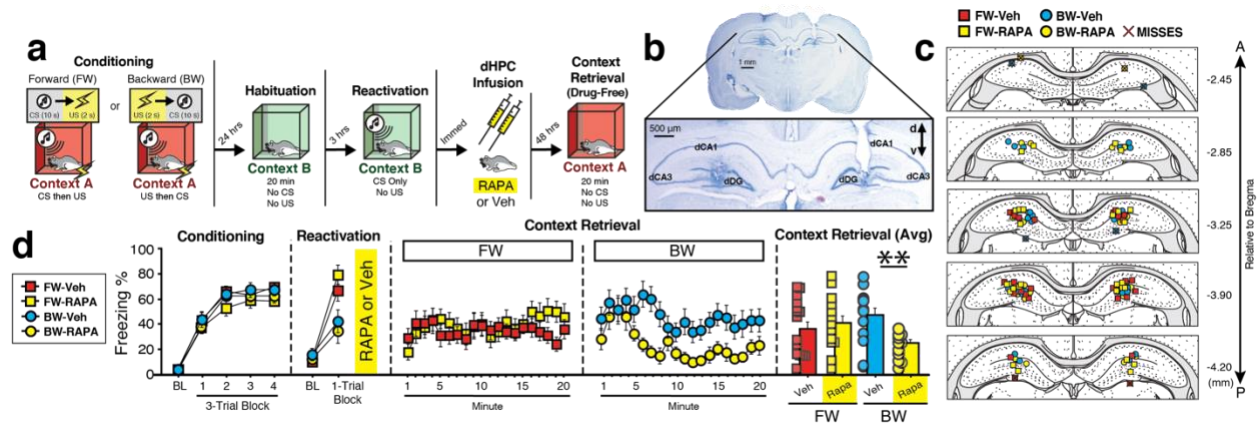 a
Conditioning
Forward (FW)
CS (10 s) US (2 s)
or
Backward (BW)
US (2 s) CS (10 s)
Context A
CS then US
Context A
US then CS
24 hrs
Habituation
Context B
20 min
No CS
No US
3 hrs
Reactivation
Context B
CS Only
No US
Immed
dHPC
Infusion
RAPA
or Veh
48 hrs
Context
Retrieval
(Drug-Free)
Context A
20 min
No CS
No US
b
1 mm
500 µm
d
v
dCA1
dCA1
dCA3
dCA3
dDG
dDG
c
FW-Veh BW-Veh
FW-RAPA BW-RAPA MISSES
A
-2.45
-2.85
-3.25
-3.90
-4.20
(mm)
P
Relative to Bregma
d
FW-Veh
FW-RAPA
BW-Veh
BW-RAPA
Freezing %
100
80
60
40
20
0
Conditioning
BL 1 2 3 4
3-Trial Block
Reactivation
RAPA or Veh
BL 1-Trial
Block
Context Retrieval
FW
1 5 10 15 20
Minute
BW
1 5 10 15 20
Minute
Context Retrieval (Avg)
**
Veh Rapa Veh Rapa
FW BW